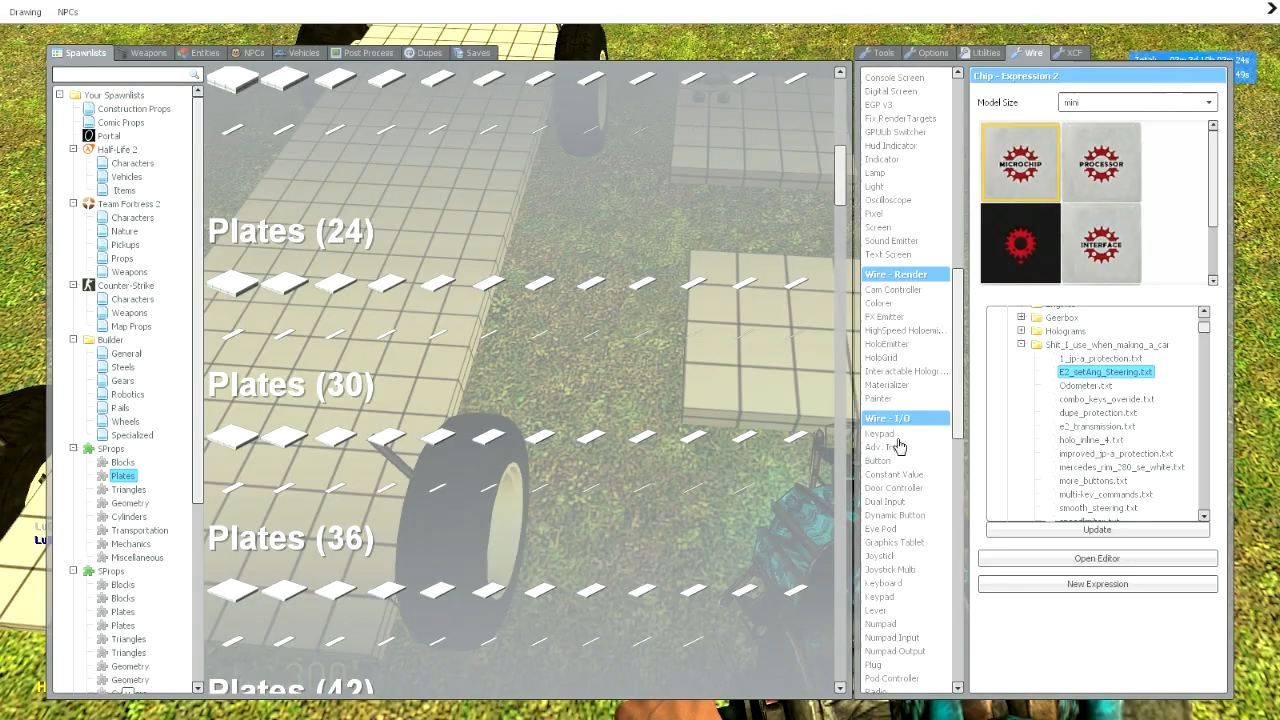 Drawing NPCs
Spawnlists Weapons Entities NPCs Vehicles Post Process Dupes Saves
Your Spawnlists
Construction Props
Comic Props
Portal
Half-Life 2
Characters
Vehicles
Items
Team Fortress 2
Characters
Nature
Pickups
Props
Weapons
Counter-Strike
Characters
Weapons
Map Props
Builder
General
Steels
Gears
Robotics
Rails
Wheels
Specialized
SProps
Blocks
Plates
Triangles
Geometry
Cylinders
Transportation
Mechanics
Miscellaneous
SProps
Blocks
Blocks
Plates
Plates
Triangles
Triangles
Geometry
Geometry
Plates (24)
Plates (30)
Plates (36)
Plates (42)
Tools Options Utilities Wire XCF
Console Screen
Digital Screen
EGP v3
Fix RenderTargets
GPULib Switcher
Hud Indicator
Indicator
Lamp
Light
Oscilloscope
Pixel
Screen
Sound Emitter
Text Screen
Wire - Render
Cam Controller
Colorer
FX Emitter
HighSpeed Holoemi...
HoloEmitter
HoloGrid
Interactable Hologr...
Materializer
Painter
Wire - I/O
Keypad
Adv.
Button
Constant Value
Door Controller
Dual Input
Dynamic Button
Eye Pod
Graphics Tablet
Joystick
Joystick Multi
Keyboard
Keypad
Lever
Numpad
Numpad Input
Numpad Output
Plug
Pod Controller
Radio
Chip - Expression 2
Model Size mini
MICROCHIP PROCESSOR
INTERFACE
Gearbox
Holograms
Shit_I_use_when_making_a_car
1_jp-a_protection.txt
E2_setAng_Steering.txt
Odometer.txt
combo_keys_overide.txt
dupe_protection.txt
e2_transmission.txt
holo_inline_4.txt
improved_jp-a_protection.txt
mercedes_rim_280_se_white.txt
more_buttons.txt
multi-key_commands.txt
smooth_steering.txt
Update
Open Editor
New Expression